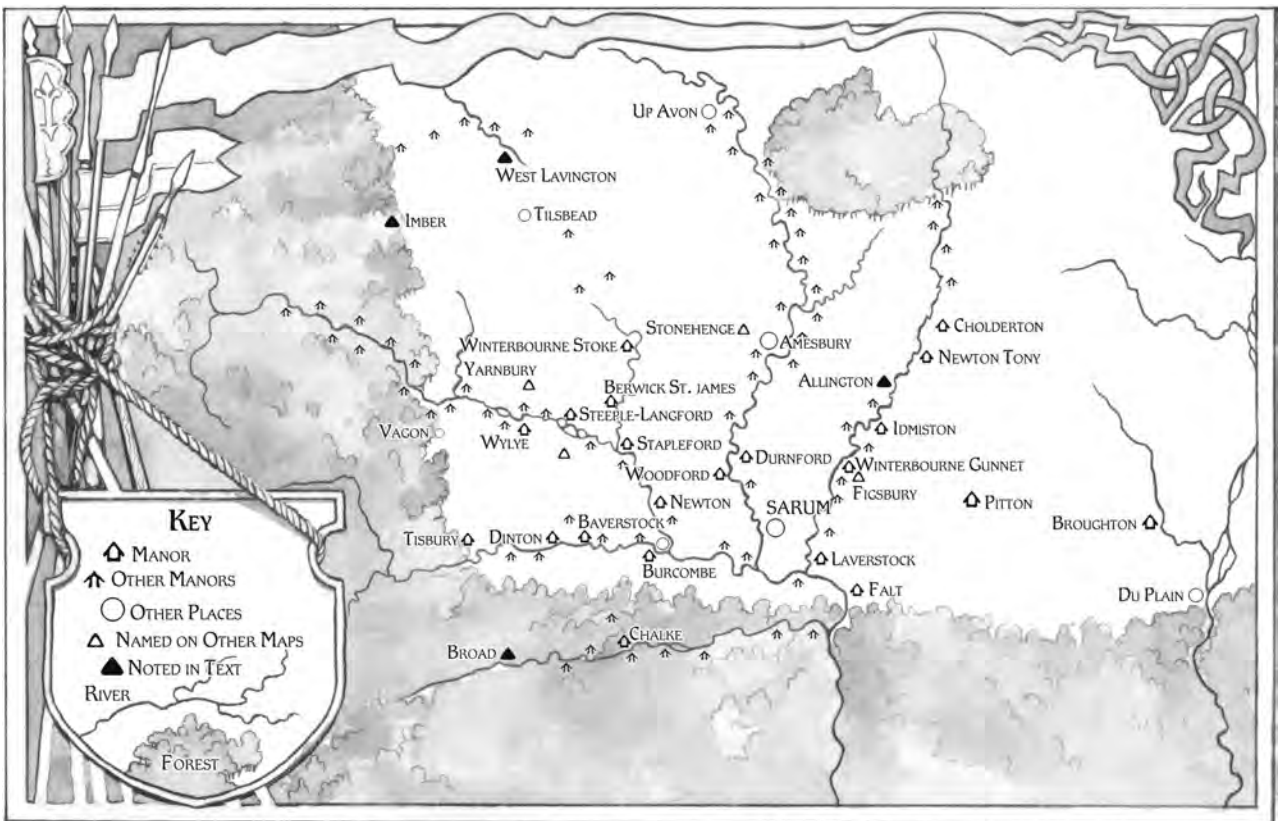 Up Avon
West Lavington
Imber
Tilsbead
Stonehenge
Amesbury
Cholderton
Winterbourne Stoke
Newton Tony
Yarnbury
Allington
Berwick St. James
Steeple-Langford
Vagon
Wylye
Idmiston
Stapleford
Durnford
Woodford
Winterbourne Gunnet
Figsbury
Newton
Pitton
SARUM
Broughton
Baverstock
Tisbury
Dinton
Burcombe
Laverstock
Falt
Du Plain
Chalke
Broad
Key
Manor
Other Manors
Other Places
Named on Other Maps
Noted in Text
River
Forest